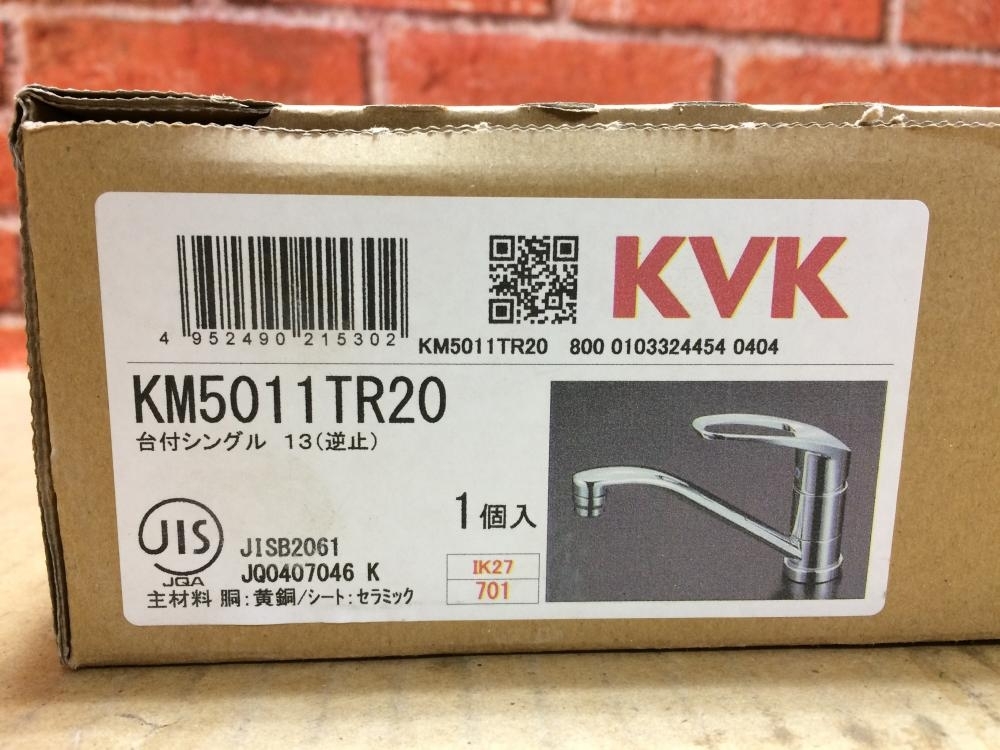 KVK
4 952490 215302
KM5011TR20 800 0103324454 0404
KM5011TR20
台付シングル 13(逆止)
1個入
JIS
JQA
JISB2061
JQ0407046 K
IK27
701
主材料 胴:黄銅/シート:セラミック